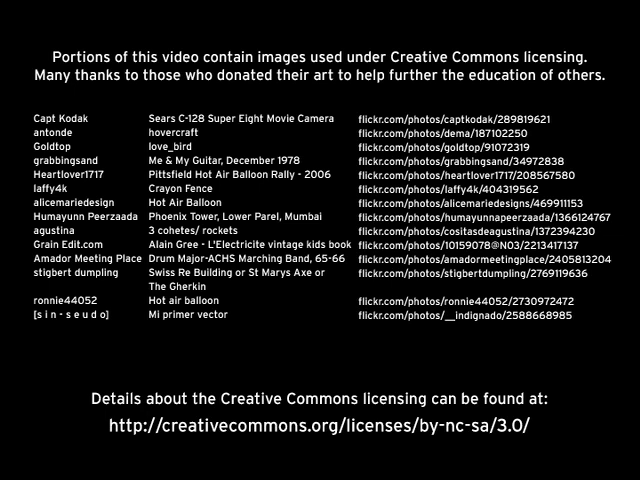 Portions of this video contain images used under Creative Commons licensing.
Many thanks to those who donated their art to help further the education of others.
Capt Kodak Sears C-128 Super Eight Movie Camera flickr.com/photos/captkodak/289819621
antonde hovercraft flickr.com/photos/dema/187102250
Goldtop love_bird flickr.com/photos/goldtop/91072319
grabbingsand Me & My Guitar, December 1978 flickr.com/photos/grabbingsand/34972838
Heartlover1717 Pittsfield Hot Air Balloon Rally - 2006 flickr.com/photos/heartlover1717/208567580
laffy4k Crayon Fence flickr.com/photos/laffy4k/404319562
alicemariedesign Hot Air Balloon flickr.com/photos/alicemariedesigns/469911153
Humayunn Peerzaada Phoenix Tower, Lower Parel, Mumbai flickr.com/photos/humayunnapeerzaada/1366124767
agustina 3 cohetes/ rockets flickr.com/photos/cositasdeagustina/1372394230
Grain Edit.com Alain Gree - L'Electricite vintage kids book flickr.com/photos/10159078@N03/2213417137
Amador Meeting Place Drum Major-ACHS Marching Band, 65-66 flickr.com/photos/amadormeetingplace/2405813204
stigbert dumpling Swiss Re Building or St Marys Axe or flickr.com/photos/stigbertdumpling/2769119636
The Gherkin
ronnie44052 Hot air balloon flickr.com/photos/ronnie44052/2730972472
[s i n - s e u d o] Mi primer vector flickr.com/photos/__indignado/2588668985
Details about the Creative Commons licensing can be found at:
http://creativecommons.org/licenses/by-nc-sa/3.0/